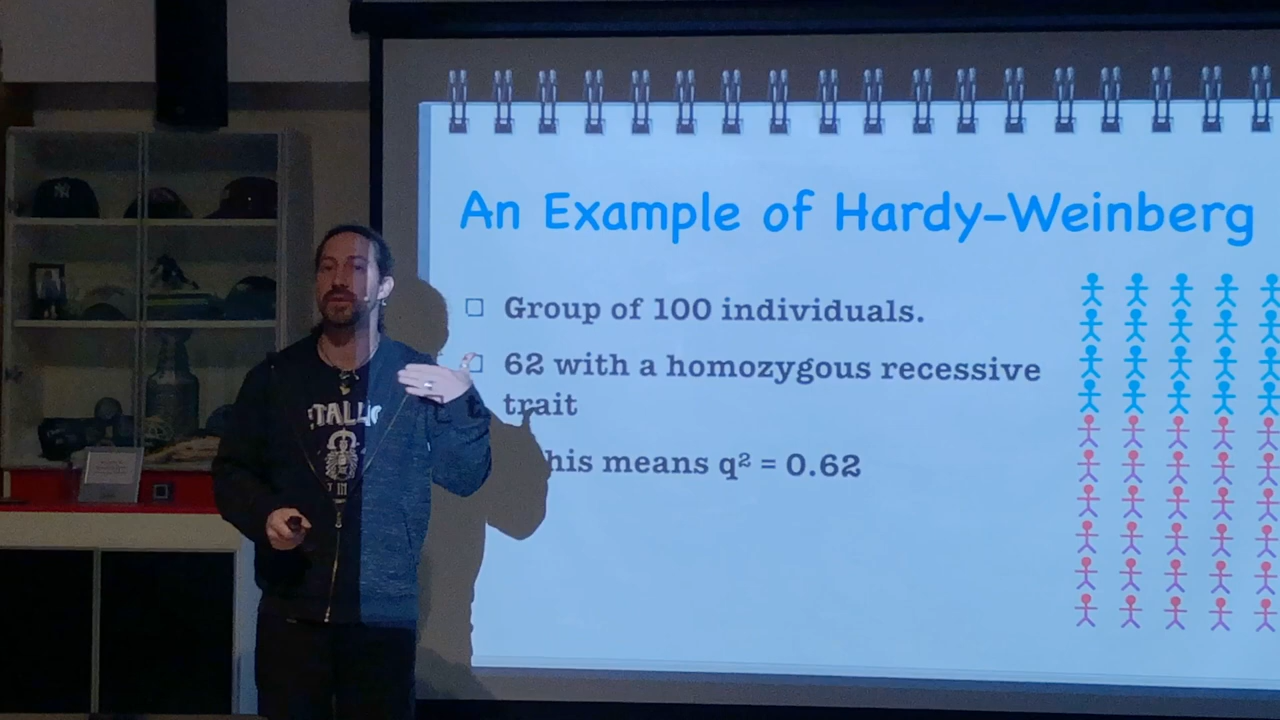 An Example of Hardy-Weinberg
Group of 100 individuals.
62 with a homozygous recessive
trait
his means q² = 0.62
TALLIC